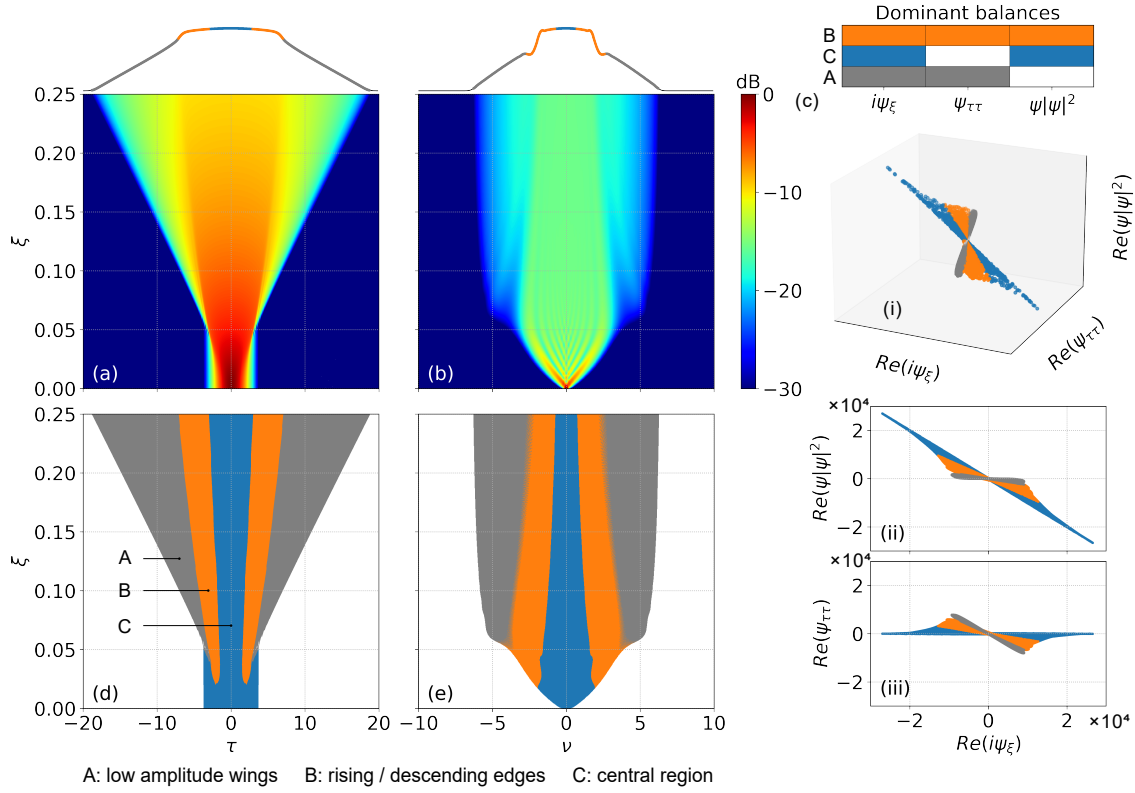 Dominant balances
B
C
A
(c)
iψ_ξ
ψ_ττ
ψ|ψ|²
dB
0
−10
−20
−30
ξ
0.25
0.20
0.15
0.10
0.05
0.00
(a)
(b)
(i)
Re(iψ_ξ)
Re(ψ_ττ)
Re(ψ|ψ|²)
ξ
0.25
0.20
0.15
0.10
0.05
0.00
A
B
C
(d)
−20
−10
0
10
20
τ
(e)
−10
−5
0
5
10
ν
×10⁴
Re(ψ|ψ|²)
2
0
−2
(ii)
×10⁴
Re(ψ_ττ)
2
0
−2
(iii)
−2
0
2
×10⁴
Re(iψ_ξ)
A: low amplitude wings B: rising / descending edges C: central region